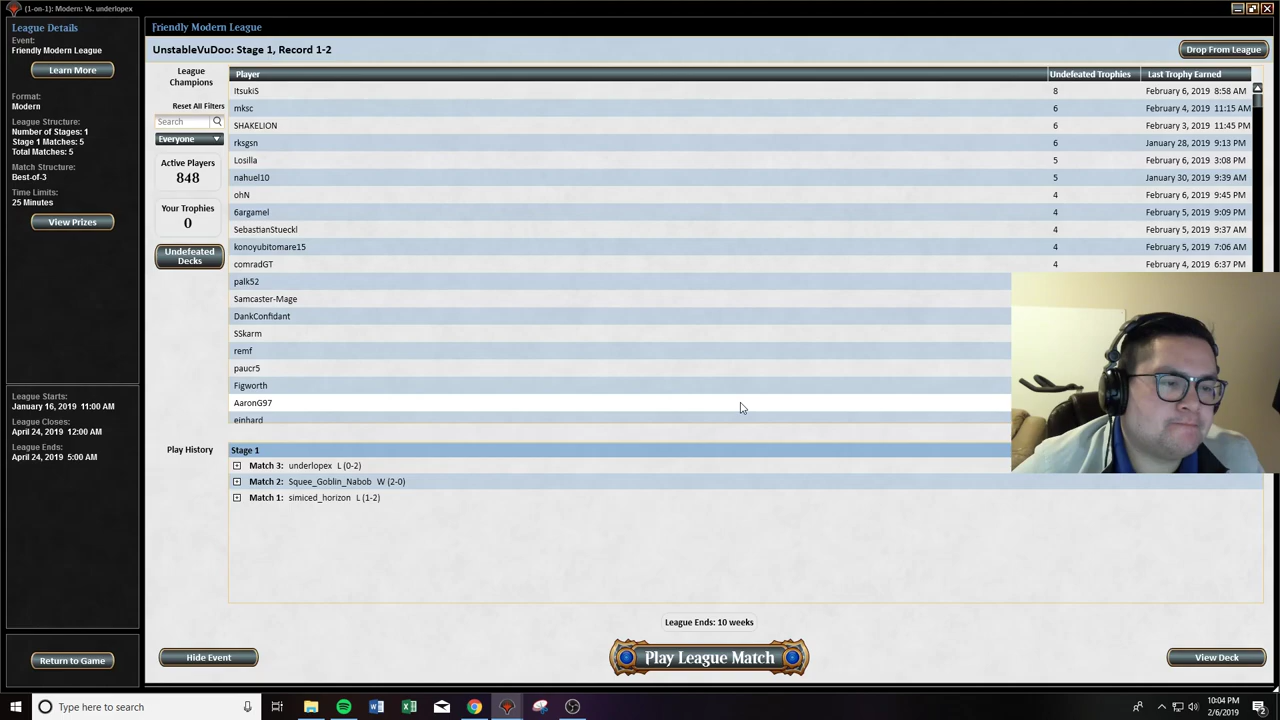 (1-on-1): Modern: Vs. underlopex
League Details
Event:
Friendly Modern League
Learn More
Format:
Modern
League Structure:
Number of Stages: 1
Stage 1 Matches: 5
Total Matches: 5
Match Structure:
Best-of-3
Time Limits:
25 Minutes
View Prizes
League Starts:
January 16, 2019 11:00 AM
League Closes:
April 24, 2019 12:00 AM
League Ends:
April 24, 2019 5:00 AM
Return to Game
Friendly Modern League
UnstableVuDoo: Stage 1, Record 1-2
Drop From League
League
Champions
Reset All Filters
Search
Everyone
Active Players
848
Your Trophies
0
Undefeated
Decks
Player Undefeated Trophies Last Trophy Earned
ItsukiS 8 February 6, 2019 8:58 AM
mksc 6 February 4, 2019 11:15 AM
SHAKELION 6 February 3, 2019 11:45 PM
rksgsn 6 January 28, 2019 9:13 PM
Losilla 5 February 6, 2019 3:08 PM
nahuel10 5 January 30, 2019 9:39 AM
ohN 4 February 6, 2019 9:45 PM
6argamel 4 February 5, 2019 9:09 PM
SebastianStueckl 4 February 5, 2019 9:37 AM
konoyubitomare15 4 February 5, 2019 7:06 AM
comradGT 4 February 4, 2019 6:37 PM
palk52
Samcaster-Mage
DankConfidant
SSkarm
remf
paucr5
Figworth
AaronG97
einhard
Play History
Stage 1
Match 3: underlopex L (0-2)
Match 2: Squee_Goblin_Nabob W (2-0)
Match 1: simiced_horizon L (1-2)
League Ends: 10 weeks
Hide Event
Play League Match
View Deck
Type here to search
10:04 PM
2/6/2019
2